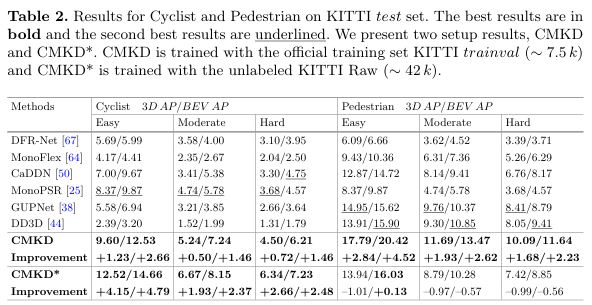 Table 2. Results for Cyclist and Pedestrian on KITTI test set. The best results are in
bold and the second best results are underlined. We present two setup results, CMKD
and CMKD*. CMKD is trained with the official training set KITTI trainval (∼ 7.5 k)
and CMKD* is trained with the unlabeled KITTI Raw (∼ 42 k).
Methods Cyclist 3D AP/BEV AP Pedestrian 3D AP/BEV AP
Easy Moderate Hard Easy Moderate Hard
DFR-Net [67] 5.69/5.99 3.58/4.00 3.10/3.95 6.09/6.66 3.62/4.52 3.39/3.71
MonoFlex [64] 4.17/4.41 2.35/2.67 2.04/2.50 9.43/10.36 6.31/7.36 5.26/6.29
CaDDN [50] 7.00/9.67 3.41/5.38 3.30/4.75 12.87/14.72 8.14/9.41 6.76/8.17
MonoPSR [25] 8.37/9.87 4.74/5.78 3.68/4.57 8.37/9.87 4.74/5.78 3.68/4.57
GUPNet [38] 5.58/6.94 3.21/3.85 2.66/3.64 14.95/15.62 9.76/10.37 8.41/8.79
DD3D [44] 2.39/3.20 1.52/1.99 1.31/1.79 13.91/15.90 9.30/10.85 8.05/9.41
CMKD 9.60/12.53 5.24/7.24 4.50/6.21 17.79/20.42 11.69/13.47 10.09/11.64
Improvement +1.23/+2.66 +0.50/+1.46 +0.72/+1.46 +2.84/+4.52 +1.93/+2.62 +1.68/+2.23
CMKD* 12.52/14.66 6.67/8.15 6.34/7.23 13.94/16.03 8.79/10.28 7.42/8.85
Improvement +4.15/+4.79 +1.93/+2.37 +2.66/+2.48 –1.01/+0.13 –0.97/–0.57 –0.99/–0.56